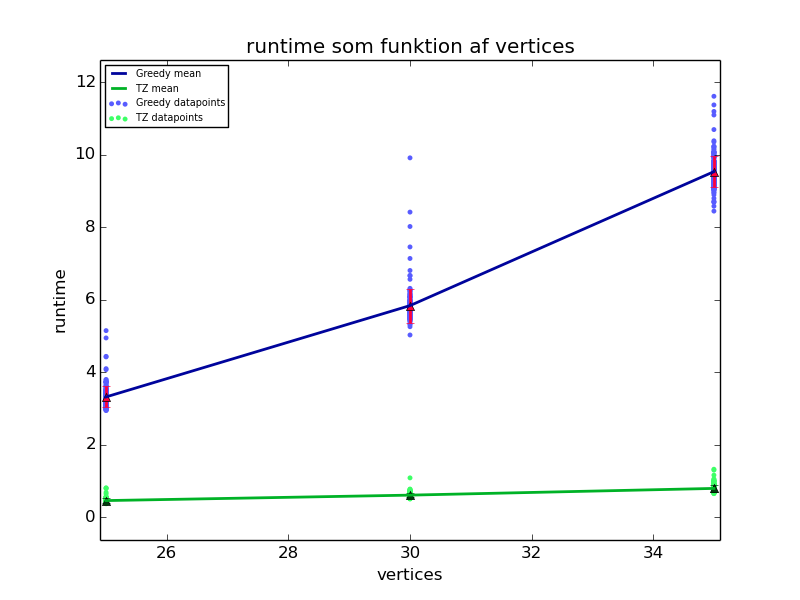 runtime som funktion af vertices
Greedy mean
TZ mean
Greedy datapoints
TZ datapoints
12
10
8
6
4
2
0
runtime
26
28
30
32
34
vertices